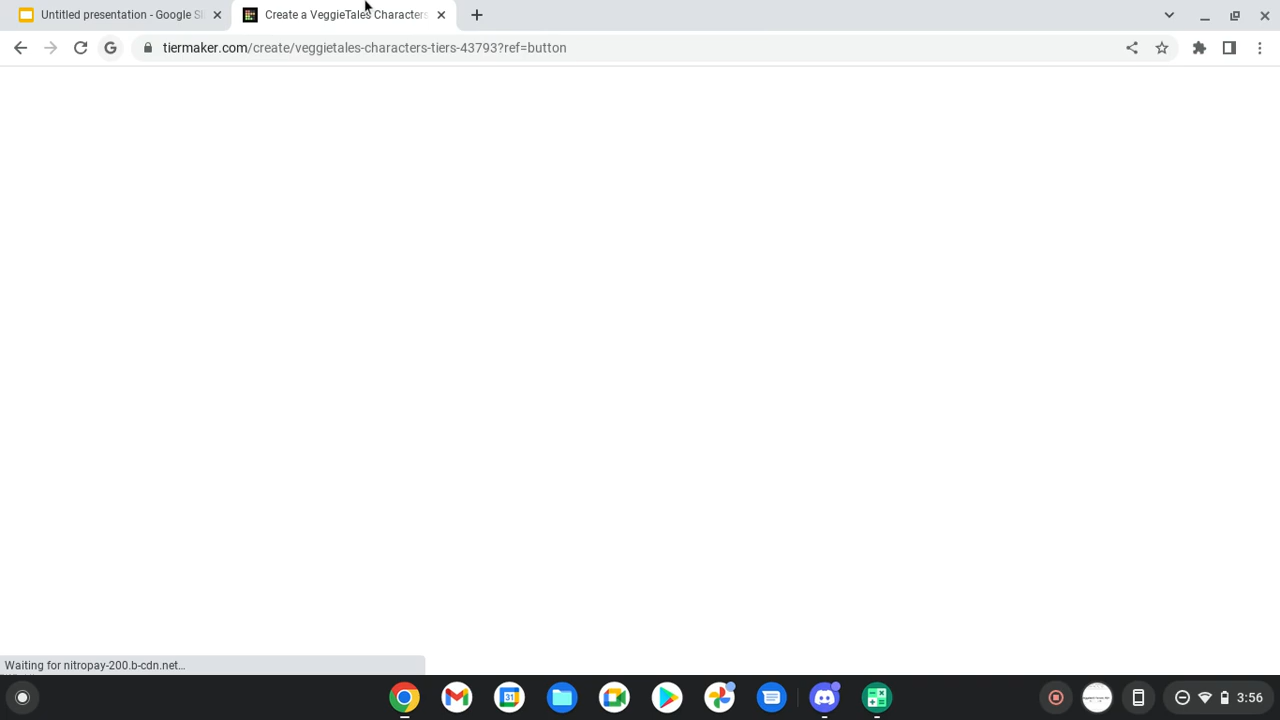 Untitled presentation - Google Sl
Create a VeggieTales Characters
tiermaker.com/create/veggietales-characters-tiers-43793?ref=button
Waiting for nitropay-200.b-cdn.net...
31
3:56